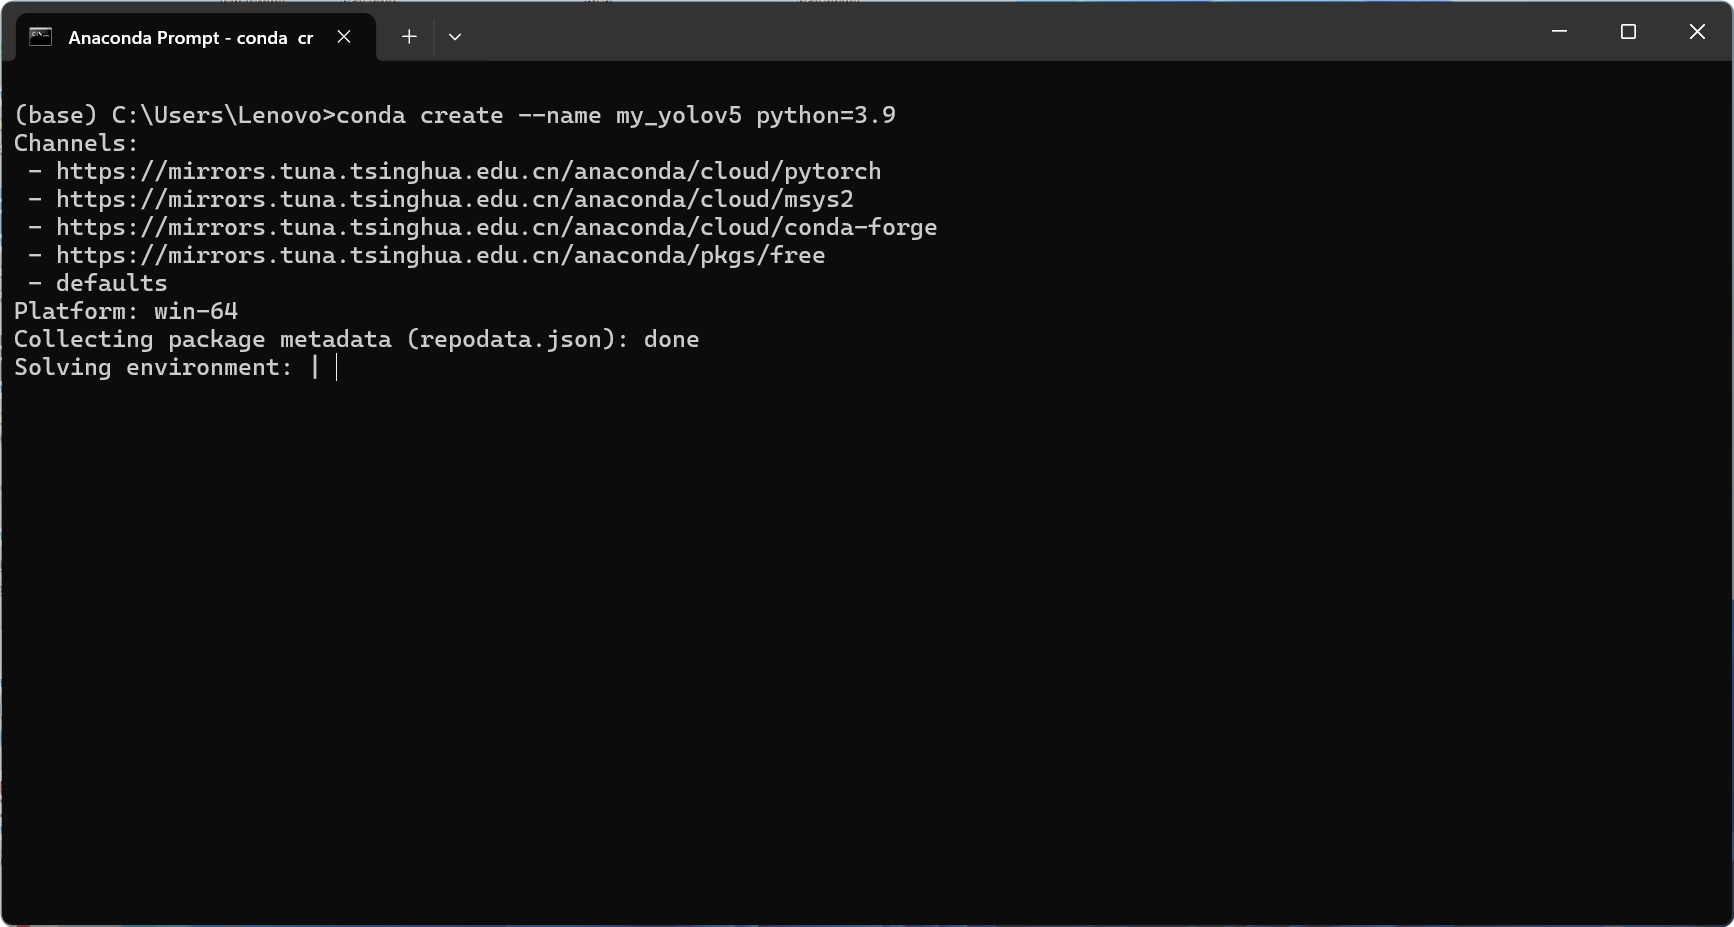 Anaconda Prompt - conda  cr
(base) C:\Users\Lenovo>conda create --name my_yolov5 python=3.9
Channels:
 - https://mirrors.tuna.tsinghua.edu.cn/anaconda/cloud/pytorch
 - https://mirrors.tuna.tsinghua.edu.cn/anaconda/cloud/msys2
 - https://mirrors.tuna.tsinghua.edu.cn/anaconda/cloud/conda-forge
 - https://mirrors.tuna.tsinghua.edu.cn/anaconda/pkgs/free
 - defaults
Platform: win-64
Collecting package metadata (repodata.json): done
Solving environment: |